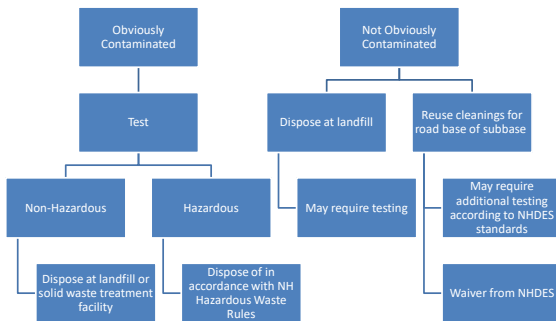 Obviously
Contaminated
Not Obviously
Contaminated
Test
Dispose at landfill
Reuse cleanings for
road base of subbase
Non-Hazardous
Hazardous
May require testing
May require
additional testing
according to NHDES
standards
Dispose at landfill or
solid waste treatment
facility
Dispose of in
accordance with NH
Hazardous Waste
Rules
Waiver from NHDES